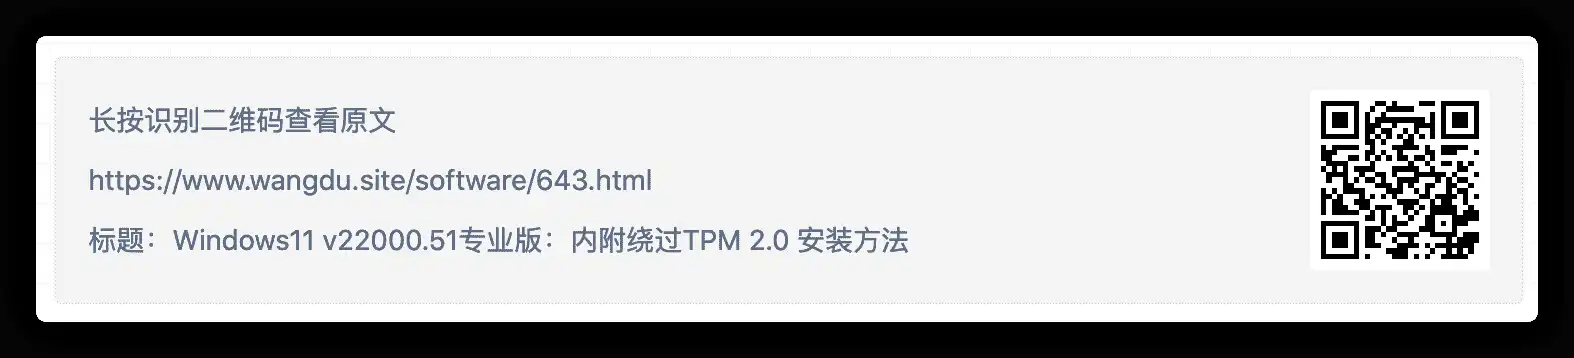 长按识别二维码查看原文
https://www.wangdu.site/software/643.html
标题：Windows11 v22000.51专业版：内附绕过TPM 2.0 安装方法